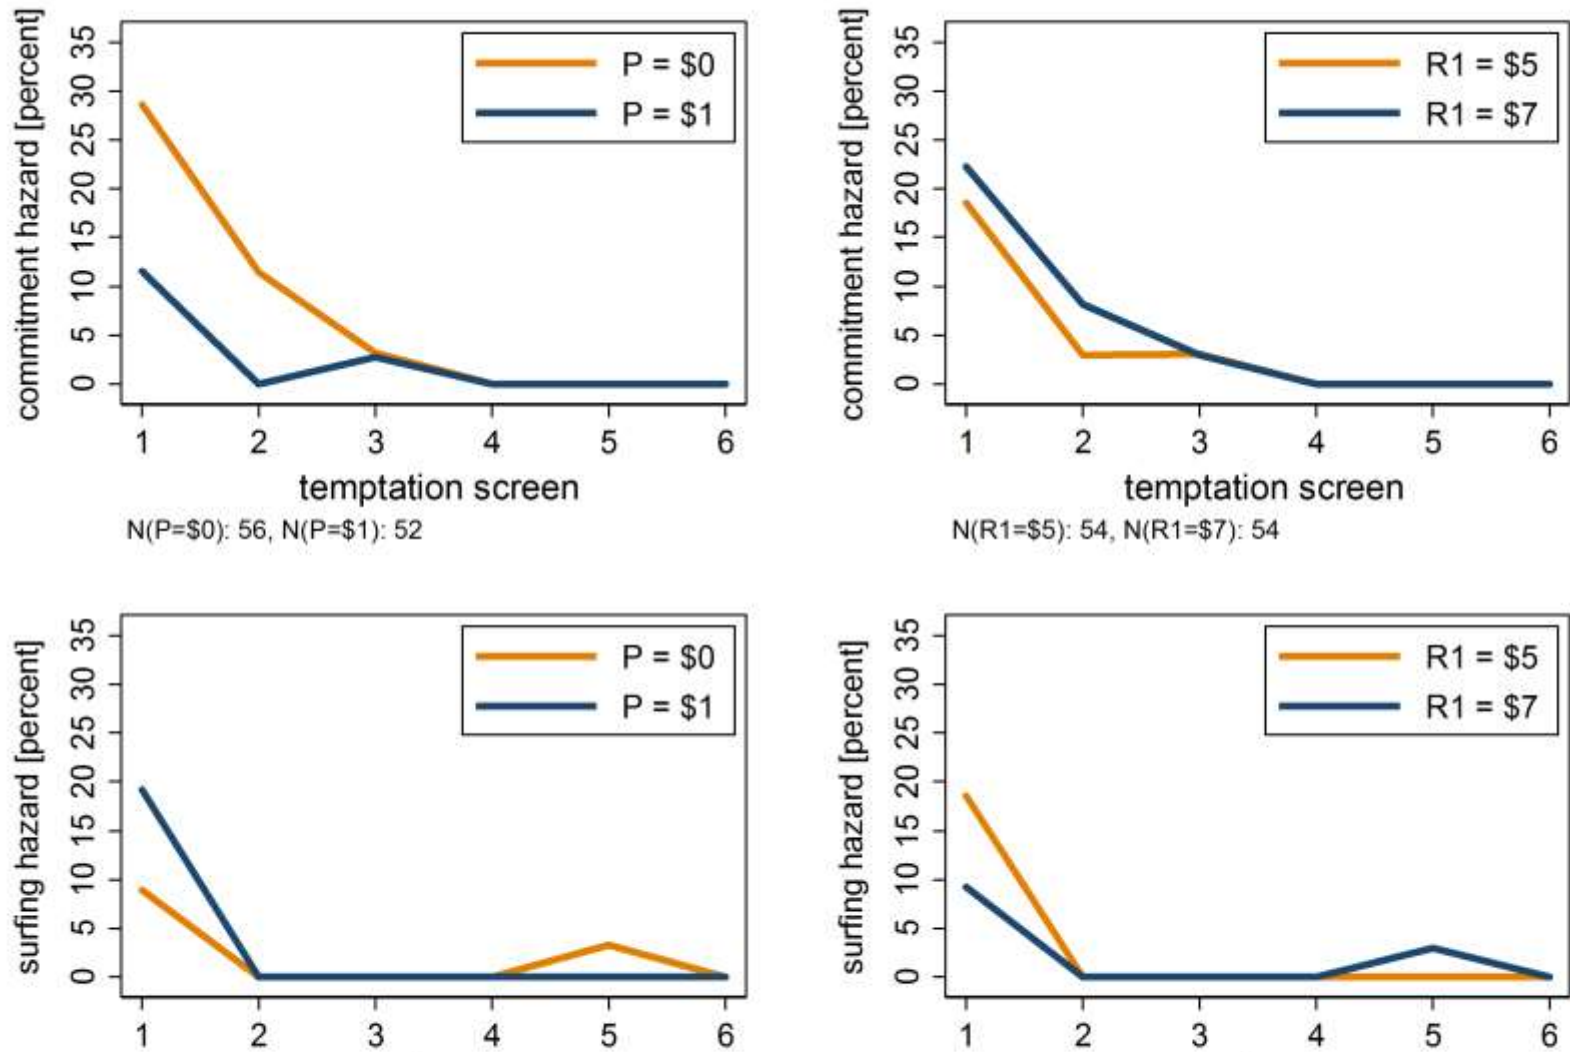 commitment hazard [percent]
35
30
25
20
15
10
5
0
P = $0
P = $1
1 2 3 4 5 6
temptation screen
N(P=$0): 56, N(P=$1): 52
commitment hazard [percent]
35
30
25
20
15
10
5
0
R1 = $5
R1 = $7
1 2 3 4 5 6
temptation screen
N(R1=$5): 54, N(R1=$7): 54
surfing hazard [percent]
35
30
25
20
15
10
5
0
P = $0
P = $1
1 2 3 4 5 6
surfing hazard [percent]
35
30
25
20
15
10
5
0
R1 = $5
R1 = $7
1 2 3 4 5 6